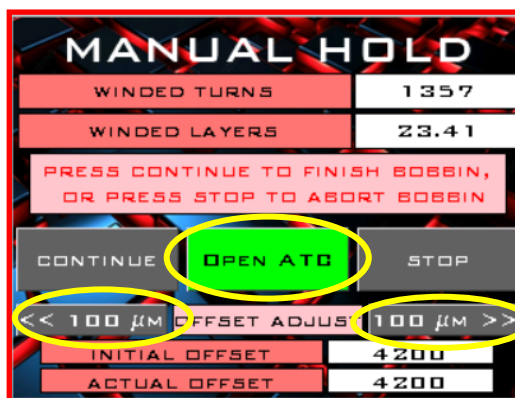 MANUAL HOLD
WINDED TURNS 1357
WINDED LAYERS 23.41
PRESS CONTINUE TO FINISH BOBBIN,
OR PRESS STOP TO ABORT BOBBIN
CONTINUE OPEN ATC STOP
<< 100 µM OFFSET ADJUST 100 µM >>
INITIAL OFFSET 4200
ACTUAL OFFSET 4200